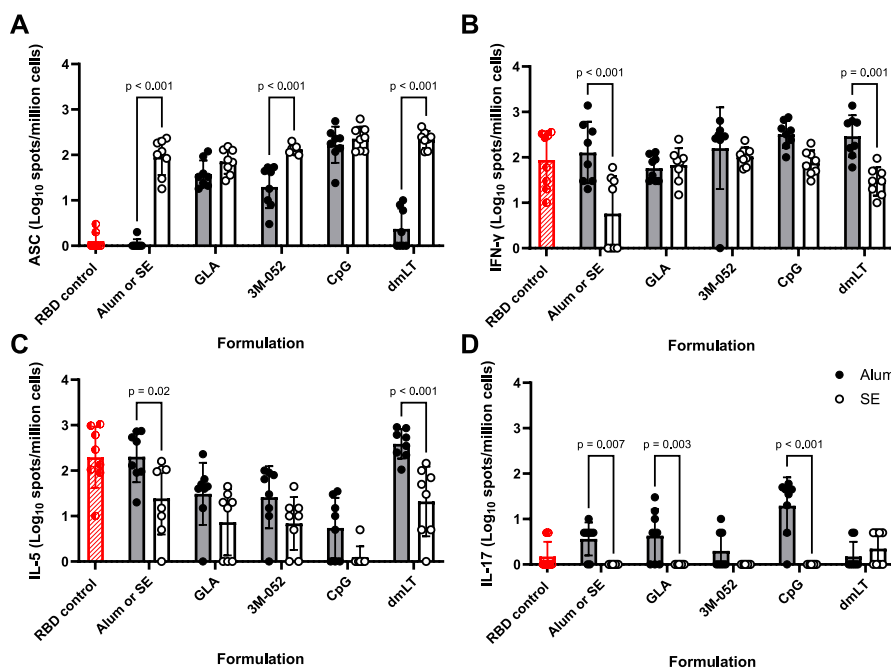 A
ASC (Log10 spots/million cells)
4
3
2
1
0
p < 0.001
p < 0.001
p < 0.001
RBD control
Alum or SE
GLA
3M-052
CpG
dmLT
Formulation
B
IFN-γ (Log10 spots/million cells)
4
3
2
1
0
p < 0.001
p = 0.001
RBD control
Alum or SE
GLA
3M-052
CpG
dmLT
Formulation
C
IL-5 (Log10 spots/million cells)
4
3
2
1
0
p = 0.02
p < 0.001
RBD control
Alum or SE
GLA
3M-052
CpG
dmLT
Formulation
D
IL-17 (Log10 spots/million cells)
4
3
2
1
0
p = 0.007
p = 0.003
p < 0.001
Alum
SE
RBD control
Alum or SE
GLA
3M-052
CpG
dmLT
Formulation